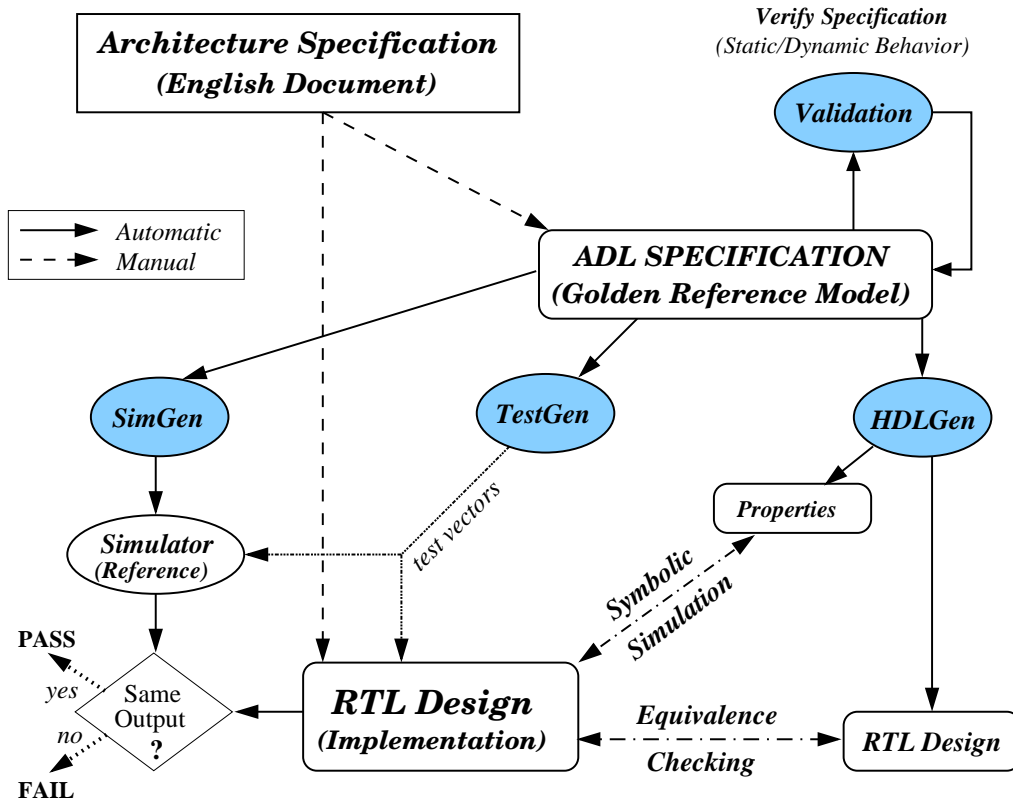 Architecture Specification
(English Document)
Verify Specification
(Static/Dynamic Behavior)
Validation
Automatic
Manual
ADL SPECIFICATION
(Golden Reference Model)
SimGen
TestGen
HDLGen
test vectors
Properties
Simulator
(Reference)
Symbolic
Simulation
PASS
yes
Same
Output
?
no
FAIL
RTL Design
(Implementation)
Equivalence
Checking
RTL Design